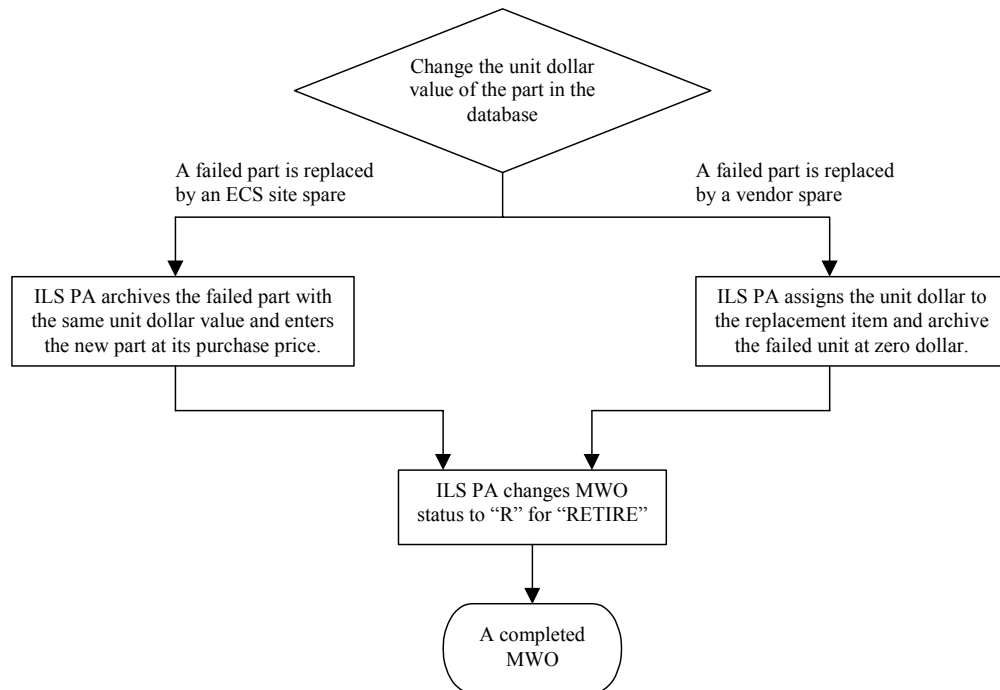 Change the unit dollar
value of the part in the
database
A failed part is replaced
by an ECS site spare
A failed part is replaced
by a vendor spare
ILS PA archives the failed part with
the same unit dollar value and enters
the new part at its purchase price.
ILS PA assigns the unit dollar to
the replacement item and archive
the failed unit at zero dollar.
ILS PA changes MWO
status to “R” for “RETIRE”
A completed
MWO